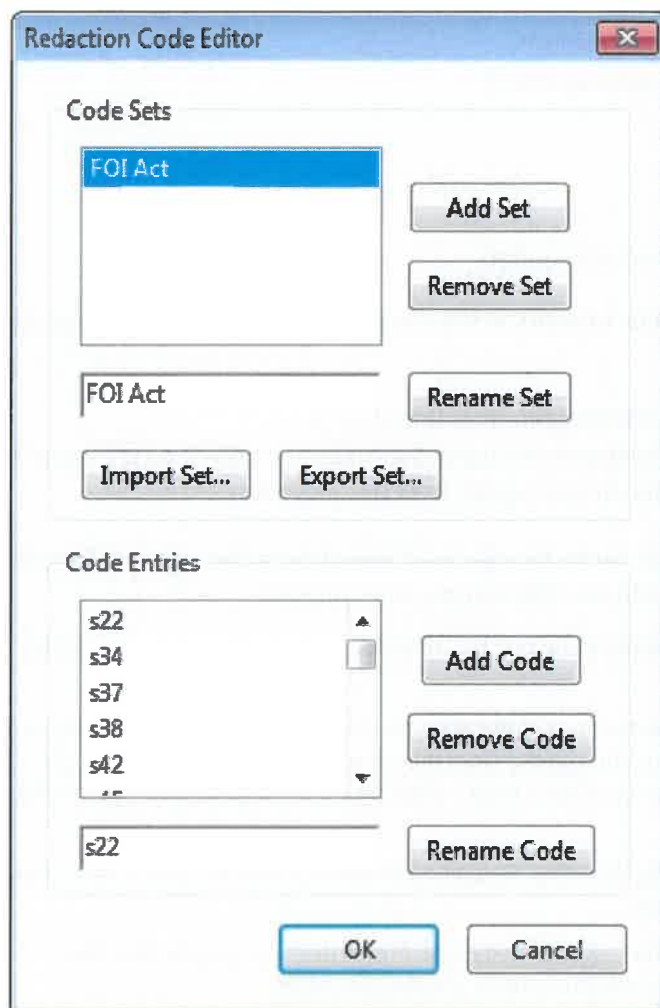 Redaction Code Editor
Code Sets
FOI Act
Add Set
Remove Set
FOI Act
Rename Set
Import Set...
Export Set...
Code Entries
s22
s34
s37
s38
s42
Add Code
Remove Code
s22
Rename Code
OK
Cancel